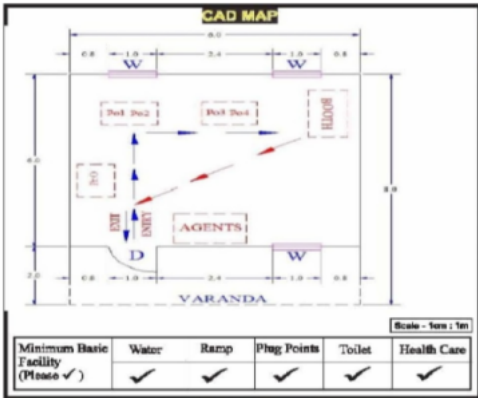 CAD MAP
6.0
0.8 1.0 2.4 1.0 0.8
W W
Po1 Po2 Po3 Po4 BOOTH
6.0 8.0
EXIT ENTRY AGENTS
D W
2.0 0.8 1.0 2.4 1.0 0.8
VARANDA
Scale - 1cm : 1m
Minimum Basic Facility (Please ✓) Water Ramp Plug Points Toilet Health Care
✓ ✓ ✓ ✓ ✓